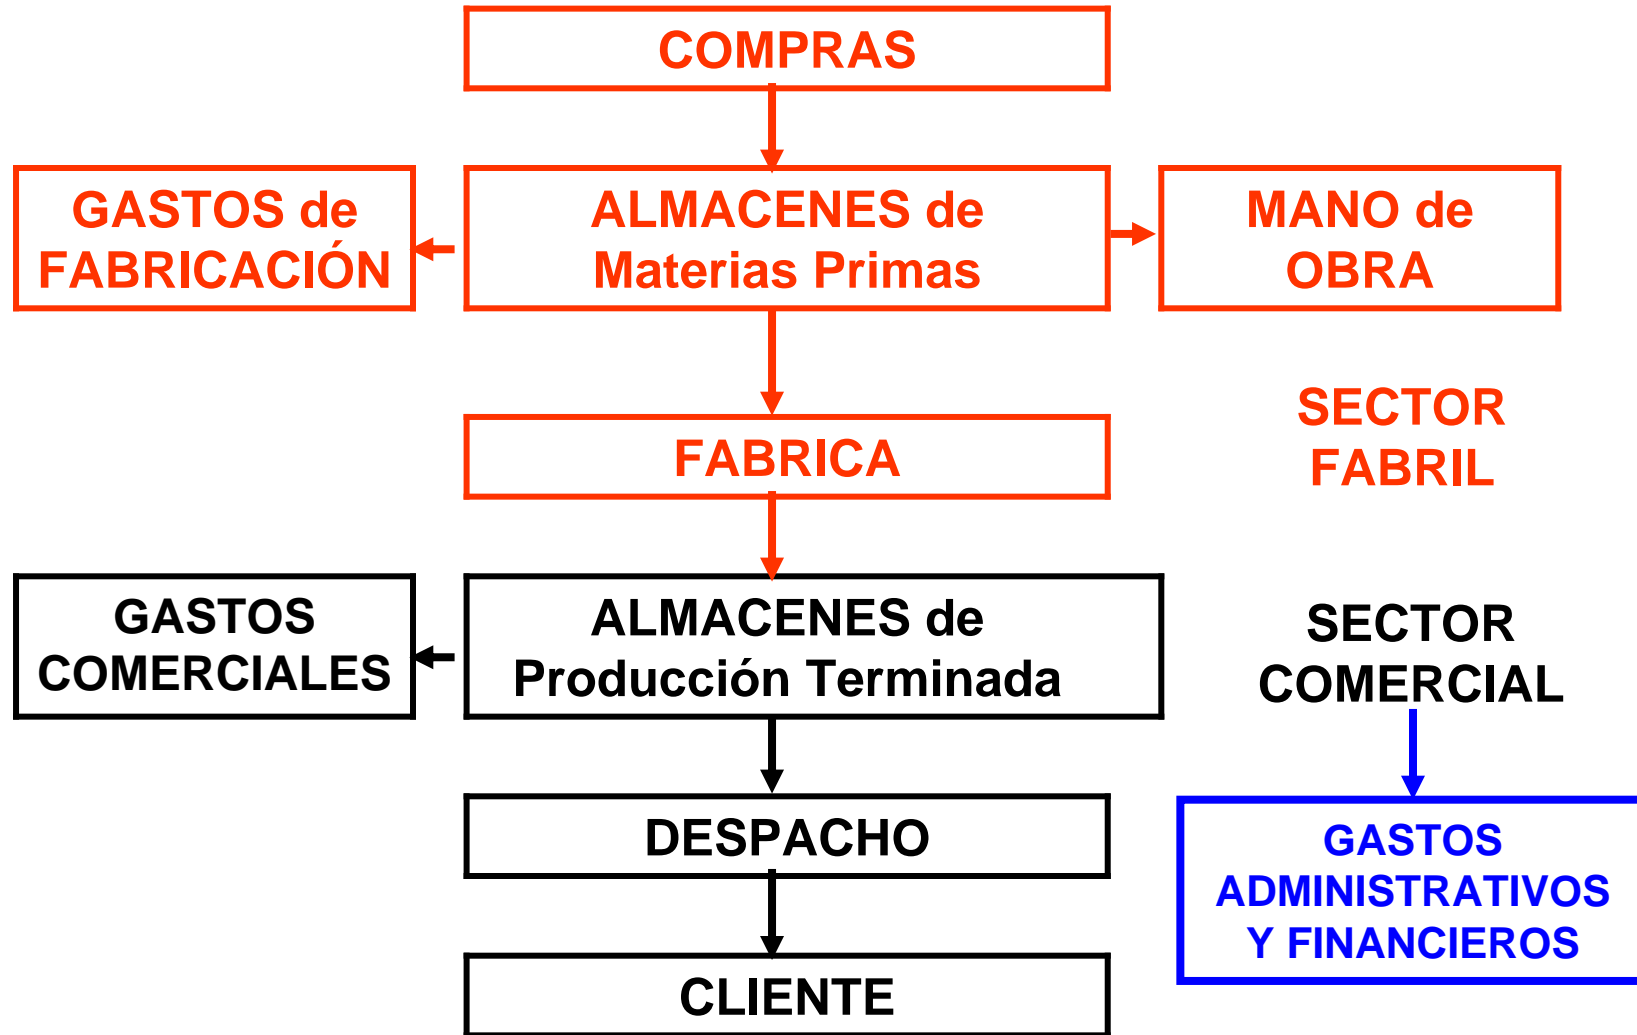 COMPRAS
GASTOS de
FABRICACIÓN
ALMACENES de
Materias Primas
MANO de
OBRA
SECTOR
FABRIL
FABRICA
GASTOS
COMERCIALES
ALMACENES de
Producción Terminada
SECTOR
COMERCIAL
DESPACHO
GASTOS
ADMINISTRATIVOS
Y FINANCIEROS
CLIENTE